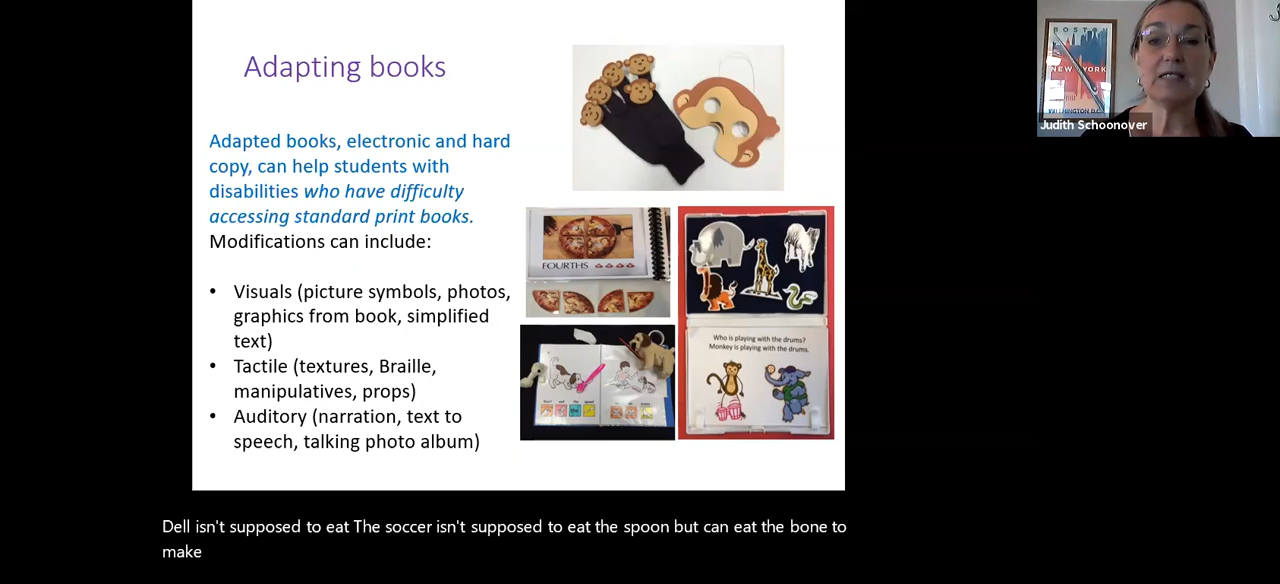 Adapting books
Adapted books, electronic and hard
copy, can help students with
disabilities who have difficulty
accessing standard print books.
Modifications can include:
• Visuals (picture symbols, photos,
graphics from book, simplified
text)
• Tactile (textures, Braille,
manipulatives, props)
• Auditory (narration, text to
speech, talking photo album)
FOURTHS
Who is playing with the drums?
Monkey is playing with the drums.
BOSTON
NEW YORK
WASHINGTON D.C.
Judith Schoonover
Dell isn't supposed to eat The soccer isn't supposed to eat the spoon but can eat the bone to
make